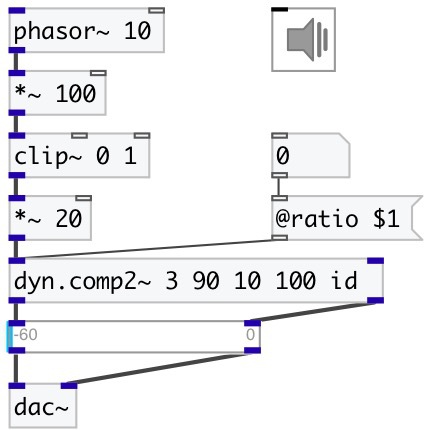 phasor~ 10
*~ 100
clip~ 0 1
0
*~ 20
@ratio $1
dyn.comp2~ 3 90 10 100 id
-60 0
dac~